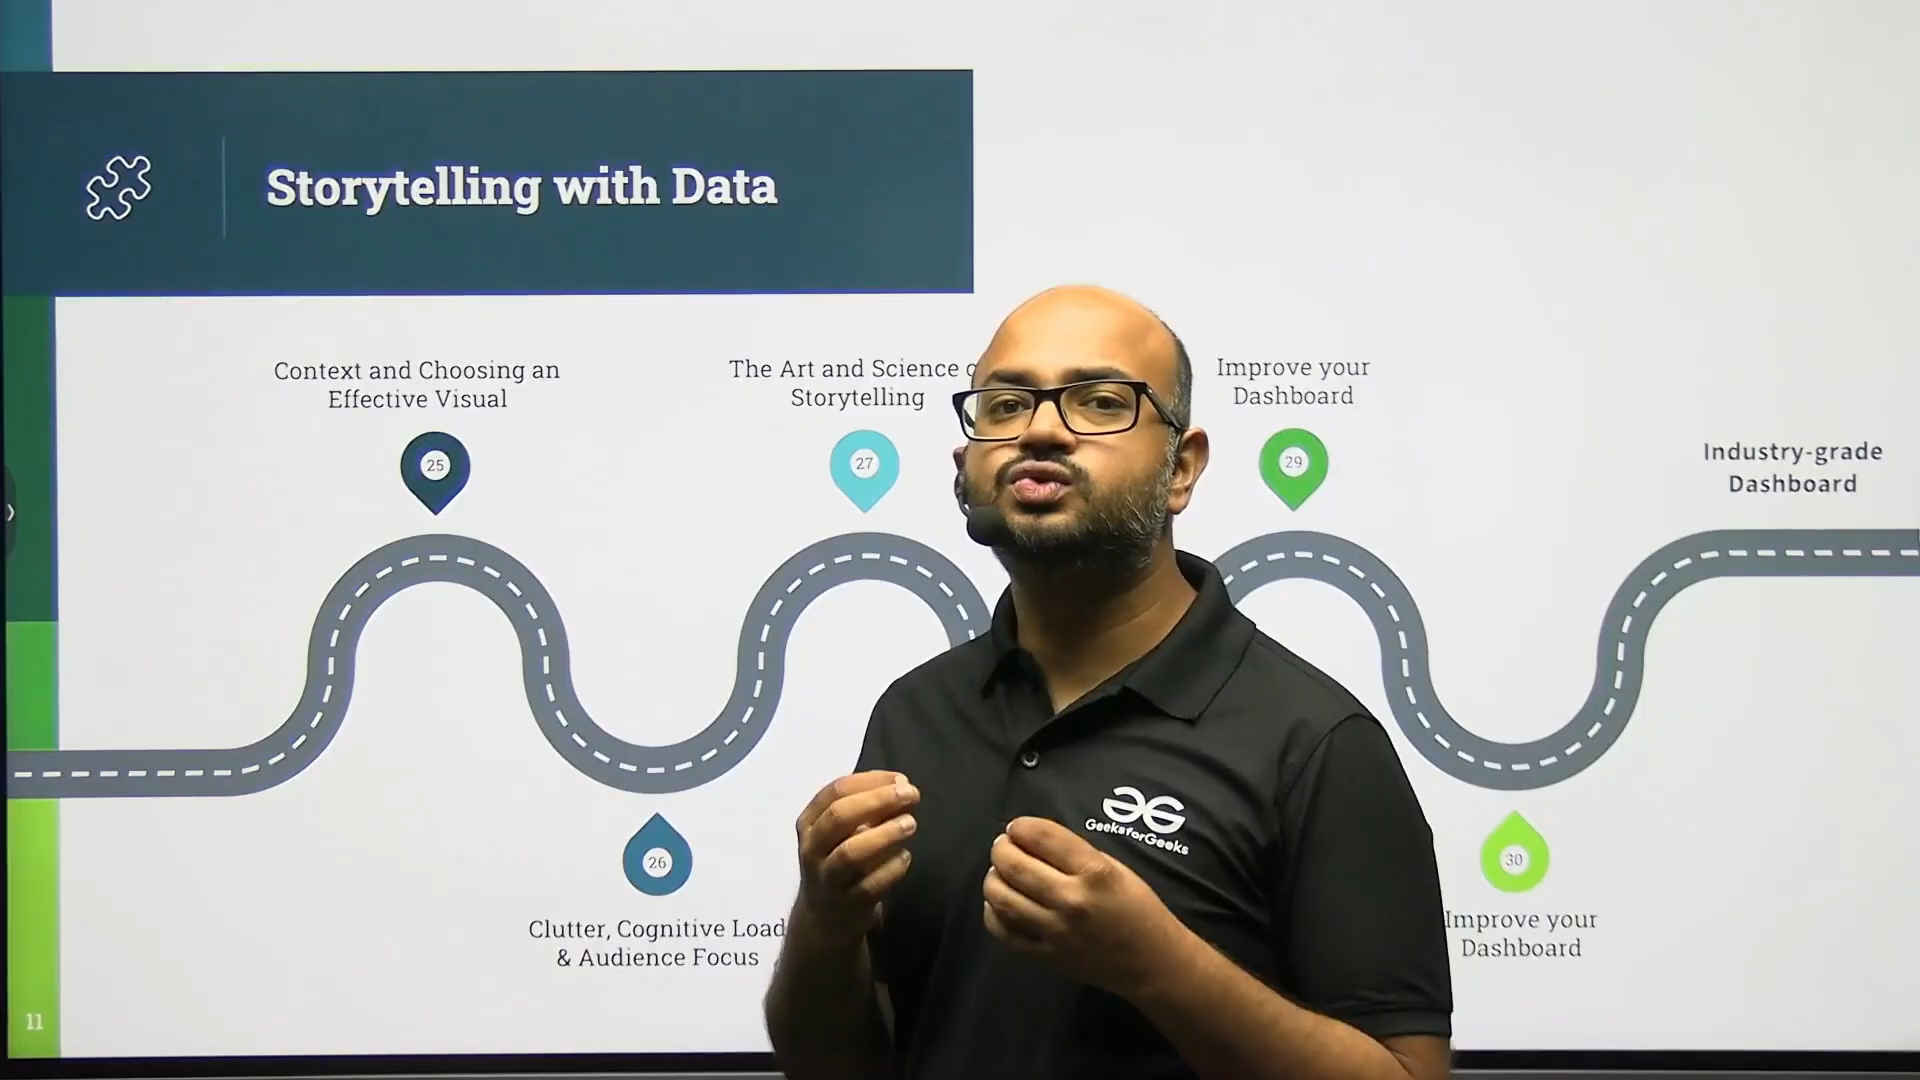 Storytelling with Data
Context and Choosing an
Effective Visual
The Art and Science
Storytelling
Improve your
Dashboard
25
27
29
Industry-grade
Dashboard
26
30
Clutter, Cognitive Load
& Audience Focus
Improve your
Dashboard
GeeksforGeeks
11